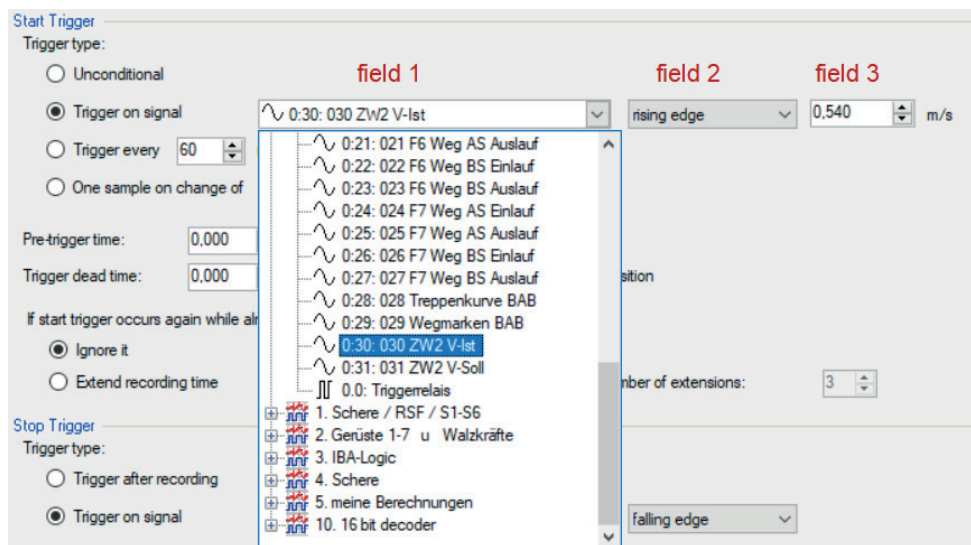 Start Trigger
Trigger type:
Unconditional
field 1 field 2 field 3
Trigger on signal 0:30: 030 ZW2 V-Ist rising edge 0,540 m/s
Trigger every 60
One sample on change of
0:21: 021 F6 Weg AS Auslauf
0:22: 022 F6 Weg BS Einlauf
0:23: 023 F6 Weg BS Auslauf
0:24: 024 F7 Weg AS Einlauf
0:25: 025 F7 Weg AS Auslauf
0:26: 026 F7 Weg BS Einlauf
0:27: 027 F7 Weg BS Auslauf
0:28: 028 Treppenkurve BAB
0:29: 029 Wegmarken BAB
0:30: 030 ZW2 V-Ist
0:31: 031 ZW2 V-Soll
0.0: Triggerrelais
1. Schere / RSF / S1-S6
2. Gerüste 1-7 u Walzkräfte
3. IBA-Logic
4. Schere
5. meine Berechnungen
10. 16 bit decoder
Pre-trigger time: 0,000
Trigger dead time: 0,000 sition
If start trigger occurs again while alr
Ignore it
Extend recording time mber of extensions: 3
Stop Trigger
Trigger type:
Trigger after recording
Trigger on signal falling edge